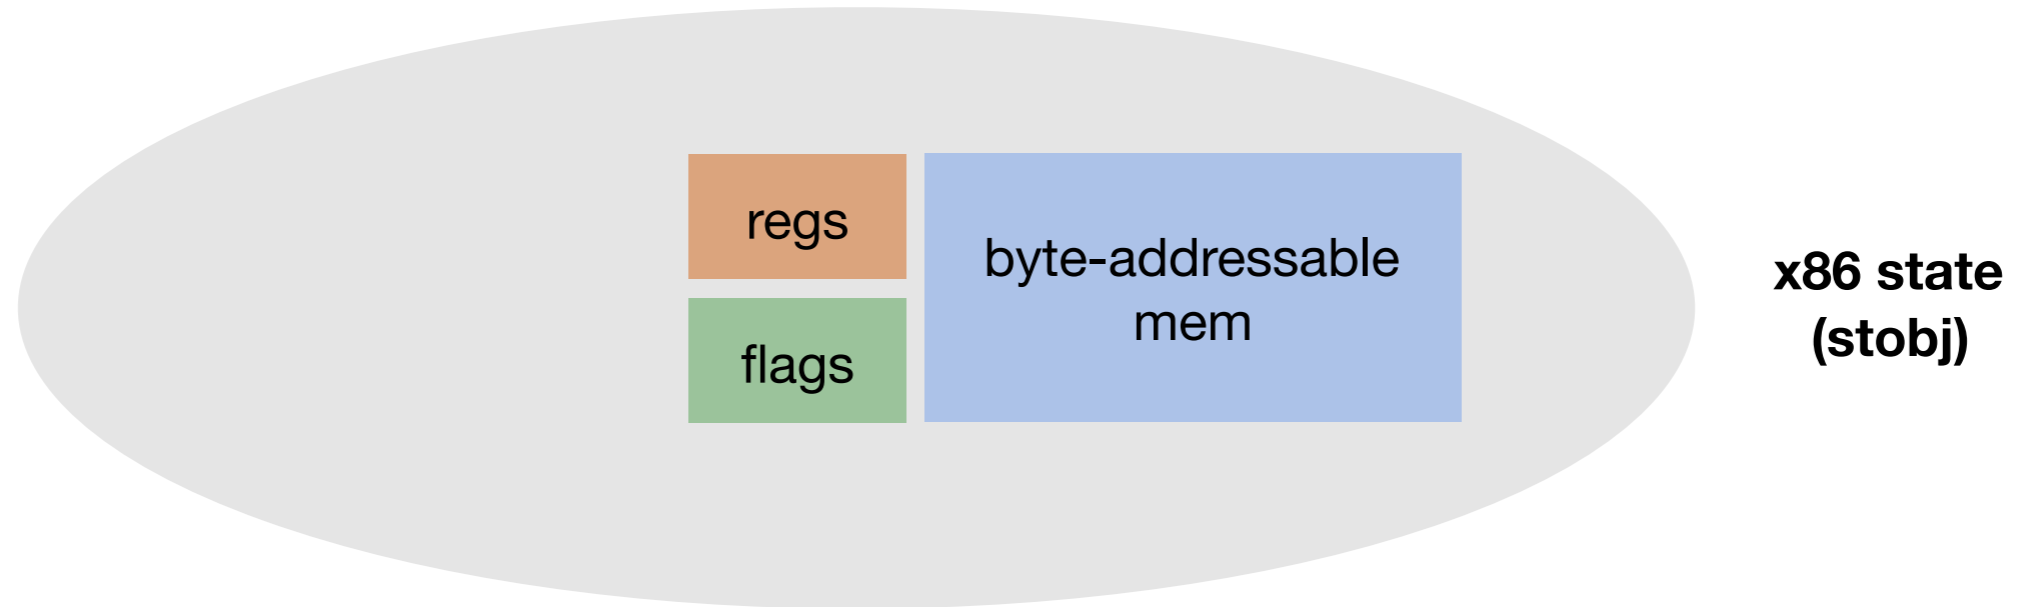 regs
flags
byte-addressable
mem
x86 state
(stobj)